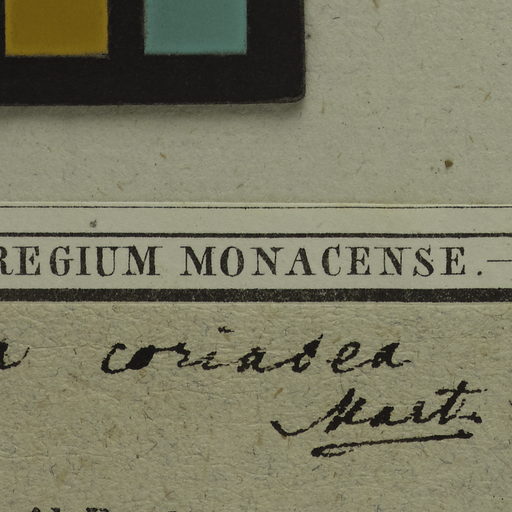 REGIUM MONACENSE.—
a coriacea
Mart.